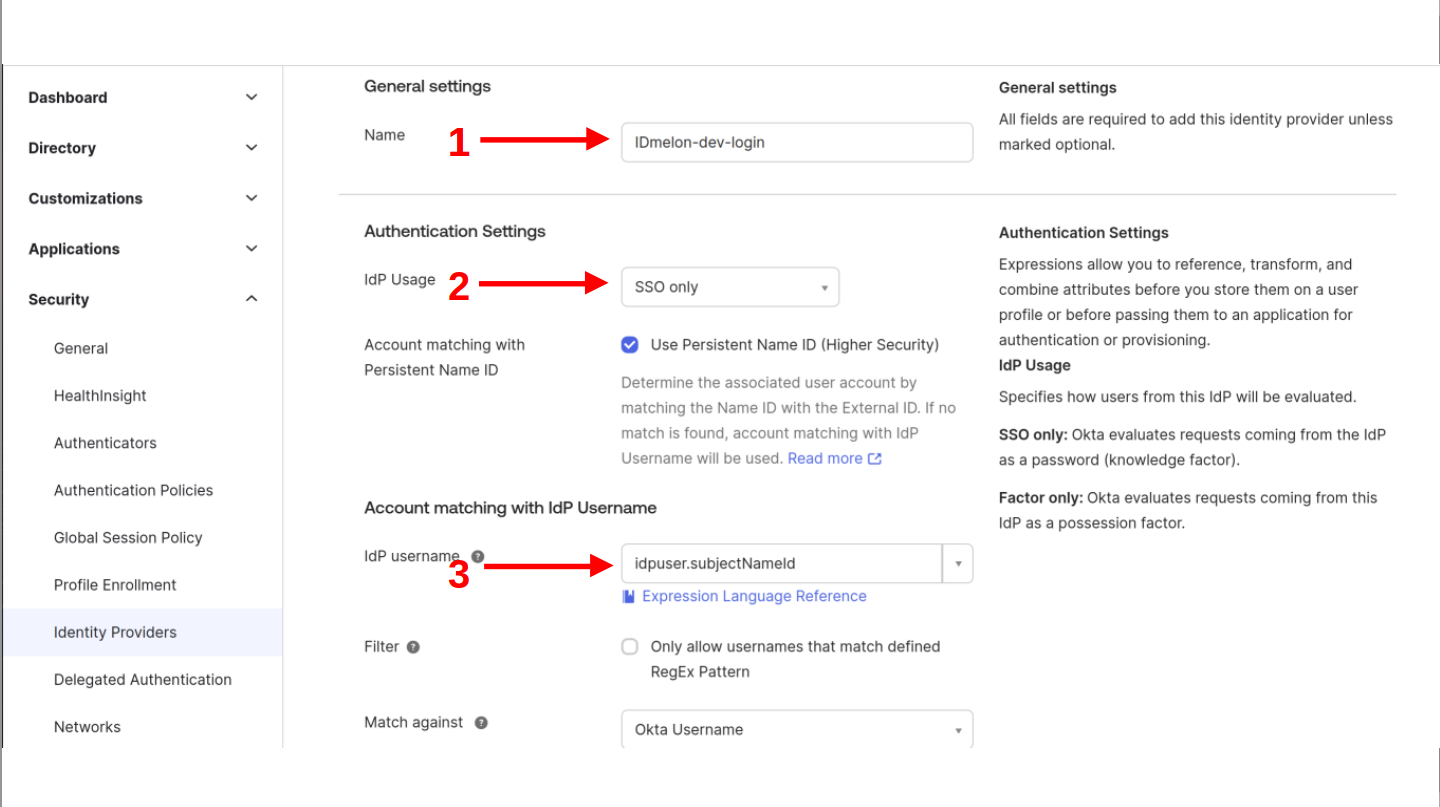 Dashboard
Directory
Customizations
Applications
Security
General
HealthInsight
Authenticators
Authentication Policies
Global Session Policy
Profile Enrollment
Identity Providers
Delegated Authentication
Networks
General settings
Name
1
IDmelon-dev-login
Authentication Settings
IdP Usage
2
SSO only
Account matching with
Persistent Name ID
Use Persistent Name ID (Higher Security)
Determine the associated user account by
matching the Name ID with the External ID. If no
match is found, account matching with IdP
Username will be used. Read more
Account matching with IdP Username
IdP username ?
3
idpuser.subjectNameId
Expression Language Reference
Filter ?
Only allow usernames that match defined
RegEx Pattern
Match against ?
Okta Username
General settings
All fields are required to add this identity provider unless
marked optional.
Authentication Settings
Expressions allow you to reference, transform, and
combine attributes before you store them on a user
profile or before passing them to an application for
authentication or provisioning.
IdP Usage
Specifies how users from this IdP will be evaluated.
SSO only: Okta evaluates requests coming from the IdP
as a password (knowledge factor).
Factor only: Okta evaluates requests coming from this
IdP as a possession factor.